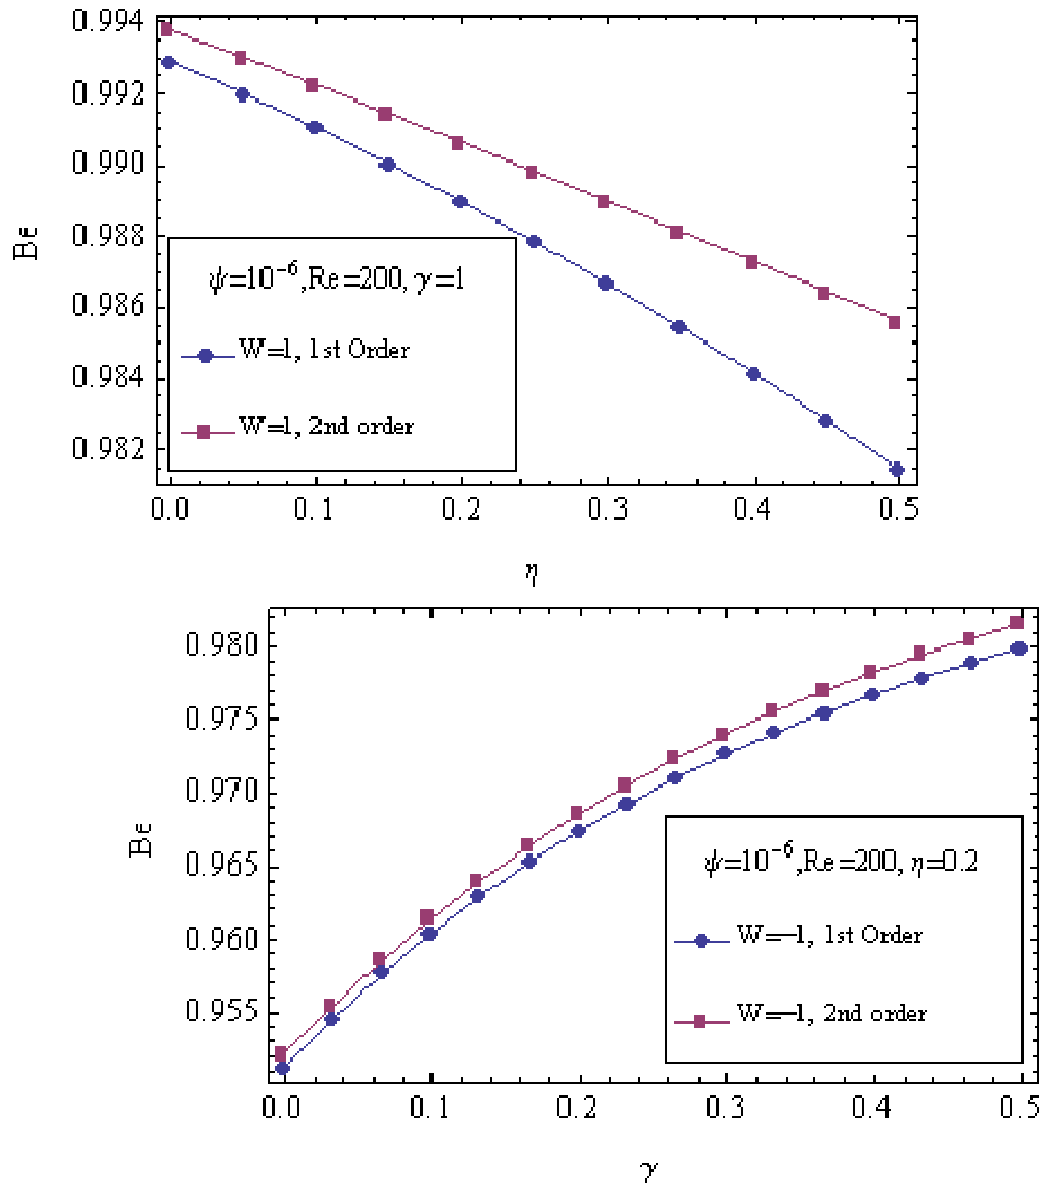 0.994
0.992
0.990
0.988
0.986
0.984
0.982
Be
ψ=10⁻⁶,Re=200, γ=1
W=1, 1st Order
W=1, 2nd order
0.0 0.1 0.2 0.3 0.4 0.5
η
0.980
0.975
0.970
0.965
0.960
0.955
Be
ψ=10⁻⁶,Re=200, η=0.2
W=-1, 1st Order
W=-1, 2nd order
0.0 0.1 0.2 0.3 0.4 0.5
γ